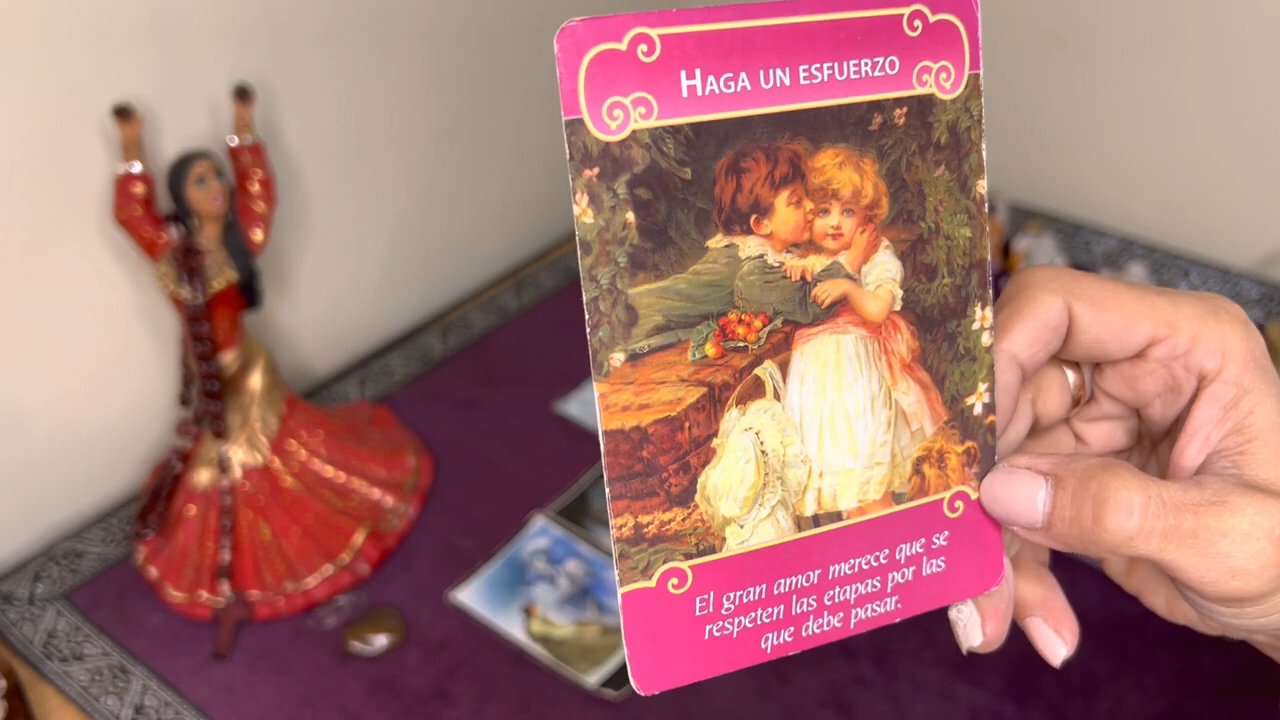 HAGA UN ESFUERZO
El gran amor merece que se
respeten las etapas por las
que debe pasar.